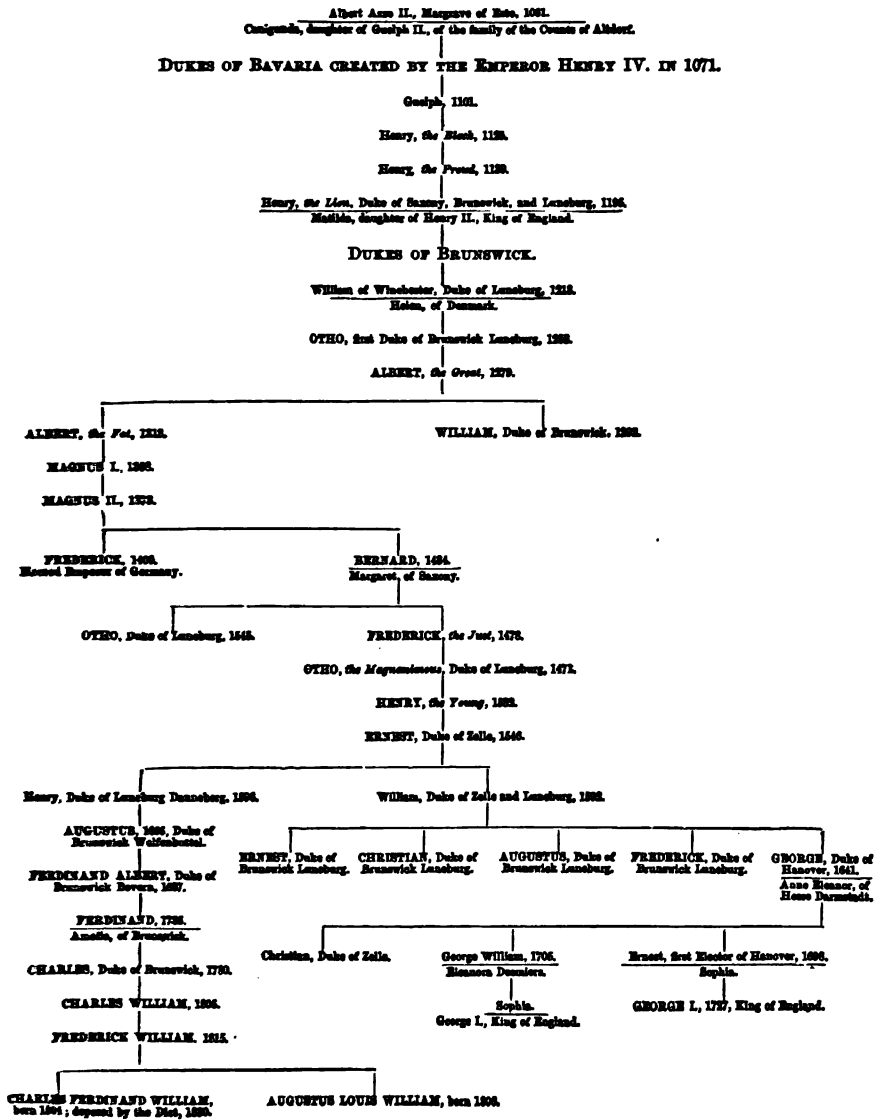 Albert Azzo II., Margrave of Este, 1061.
Cunigunda, daughter of Guelph II., of the family of the Counts of Altdorf.
DUKES OF BAVARIA CREATED BY THE EMPEROR HENRY IV. IN 1071.
Guelph, 1101.
Henry, the Black,
Henry, the Proud,
Henry, the Lion, Duke of Saxony, Brunswick, and Luneburg, 1195.
Matilda, daughter of Henry II., King of England.
DUKES OF BRUNSWICK.
William of Winchester, Duke of Luneburg, 1213.
Helen, of Denmark.
OTHO, first Duke of Brunswick Luneburg,
ALBERT, the Great, 1279.
ALBERT, the Fat,
WILLIAM, Duke of Brunswick.
MAGNUS I.,
MAGNUS II.,
FREDERICK,
Elected Emperor of Germany.
BERNARD, 1434.
Margaret, of Saxony.
OTHO, Duke of Luneburg,
FREDERICK, the Just, 1478.
OTHO, the Magnanimous, Duke of Luneburg, 1471.
HENRY, the Young,
ERNEST, Duke of Zelle, 1546.
Henry, Duke of Luneburg Danneberg,
William, Duke of Zelle and Luneburg,
AUGUSTUS, Duke of
Brunswick Wolfenbuttel.
ERNEST, Duke of
Brunswick Luneburg.
CHRISTIAN, Duke of
Brunswick Luneburg.
AUGUSTUS, Duke of
Brunswick Luneburg.
FREDERICK, Duke of
Brunswick Luneburg.
GEORGE, Duke of
Hanover, 1641.
Anne Eleanor, of
Hesse Darmstadt.
FERDINAND ALBERT, Duke of
Brunswick Bevern,
FERDINAND,
Amelia, of Brunswick.
Christian, Duke of Zelle.
George William, 1705.
Eleanora
Ernest, first Elector of Hanover, 1698.
Sophia.
CHARLES, Duke of Brunswick, 1780.
Sophia.
George I., King of England.
GEORGE I., 1727, King of England.
CHARLES WILLIAM, 1806.
FREDERICK WILLIAM, 1815.
CHARLES FERDINAND WILLIAM,
born 1804; deposed by the Diet, 1830.
AUGUSTUS LOUIS WILLIAM, born 1806.